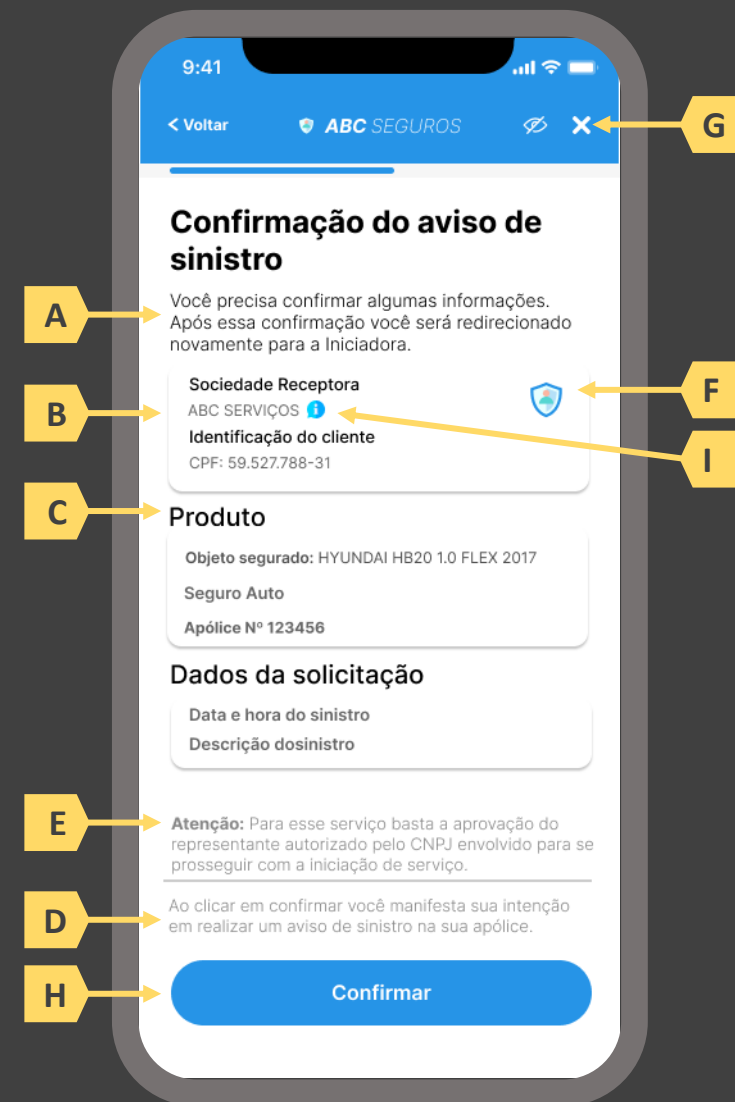 9:41
< Voltar
ABC SEGUROS
G
Confirmação do aviso de
sinistro
A
Você precisa confirmar algumas informações.
Após essa confirmação você será redirecionado
novamente para a Iniciadora.
Sociedade Receptora
F
B
ABC SERVIÇOS
Identificação do cliente
I
CPF: 59.527.788-31
C
Produto
Objeto segurado: HYUNDAI HB20 1.0 FLEX 2017
Seguro Auto
Apólice Nº 123456
Dados da solicitação
Data e hora do sinistro
Descrição dosinistro
E
Atenção: Para esse serviço basta a aprovação do
representante autorizado pelo CNPJ envolvido para se
prosseguir com a iniciação de serviço.
D
Ao clicar em confirmar você manifesta sua intenção
em realizar um aviso de sinistro na sua apólice.
H
Confirmar